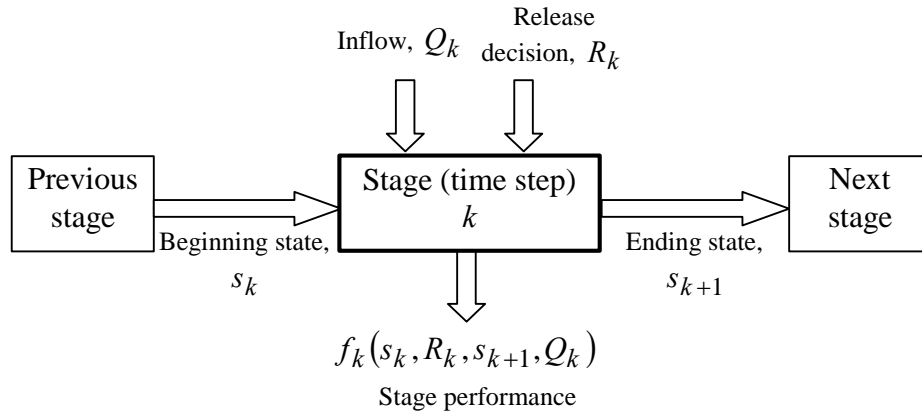 Inflow, Q_k
Release
decision, R_k
Previous
stage
Stage (time step)
k
Next
stage
Beginning state,
s_k
Ending state,
s_{k+1}
f_k(s_k, R_k, s_{k+1}, Q_k)
Stage performance